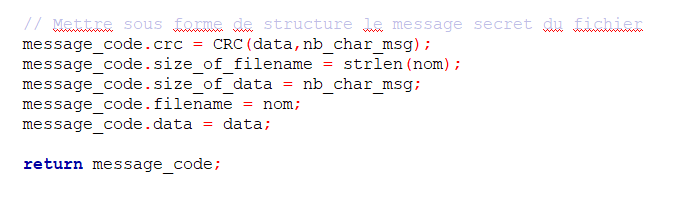 // Mettre sous forme de structure le message secret du fichier
message_code.crc = CRC(data,nb_char_msg);
message_code.size_of_filename = strlen(nom);
message_code.size_of_data = nb_char_msg;
message_code.filename = nom;
message_code.data = data;
return message_code;